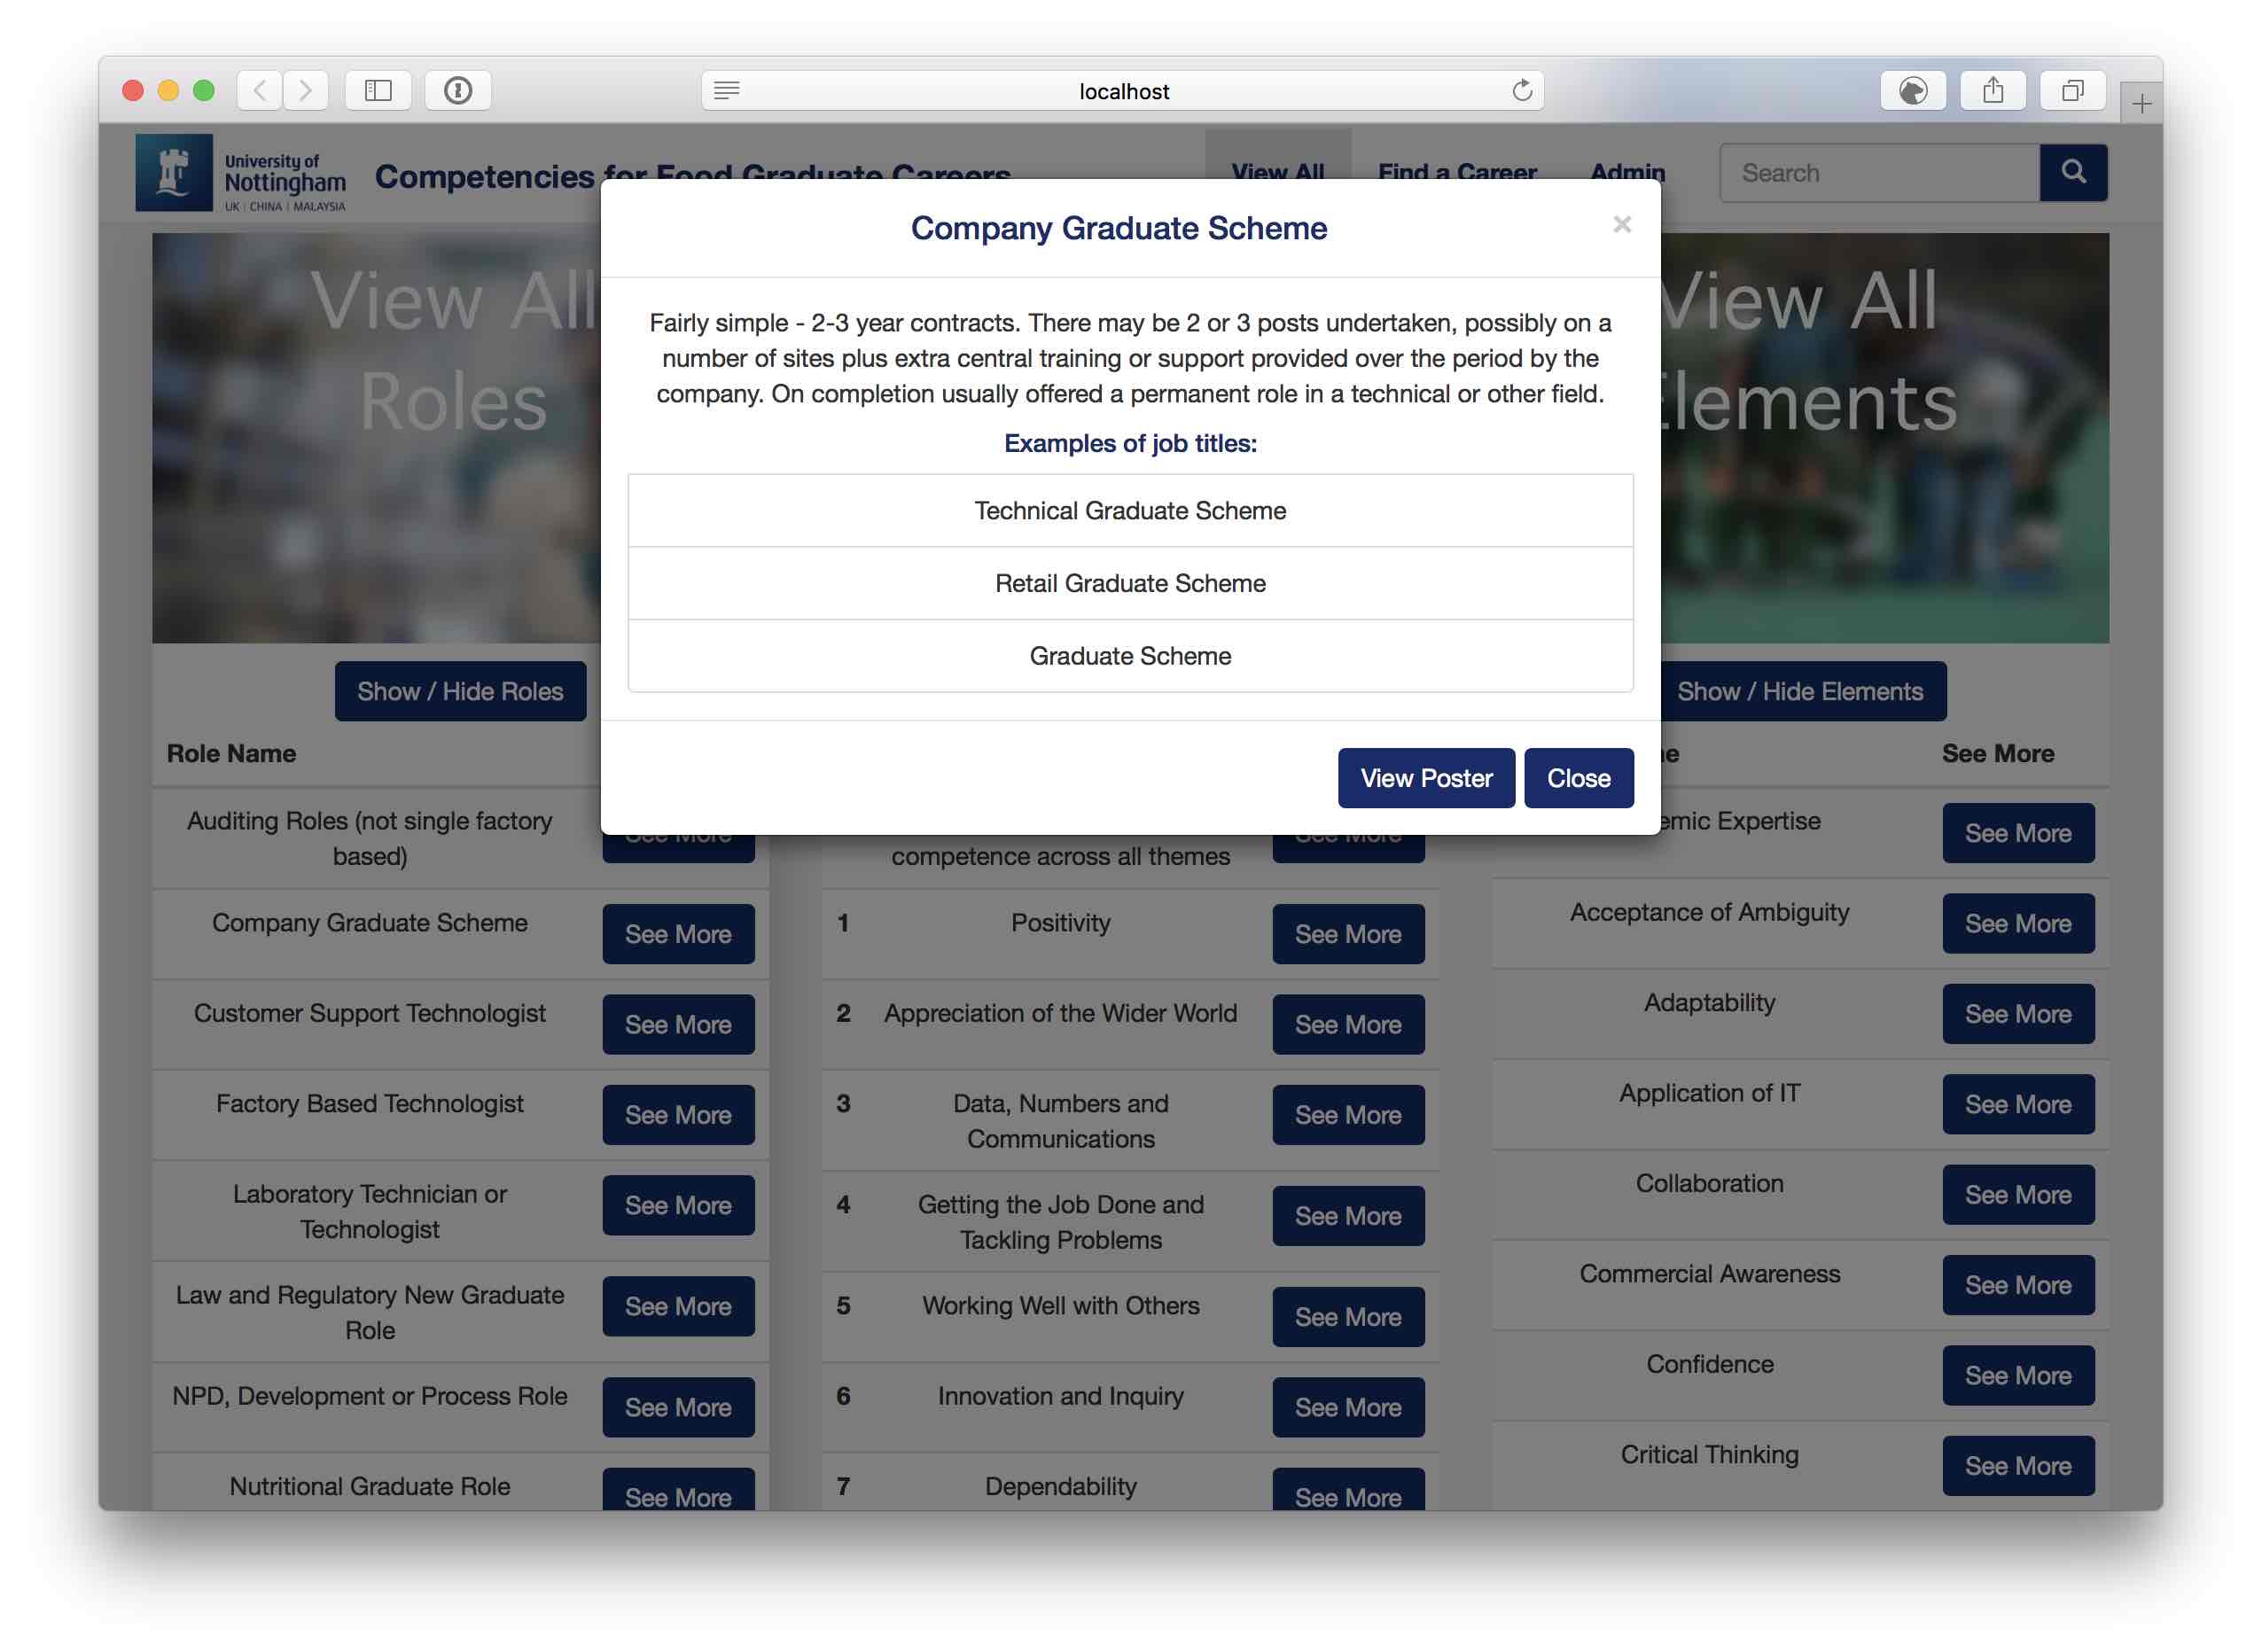 localhost
University of
Nottingham
UK | CHINA | MALAYSIA
Competencies for Food Graduate Careers
View All
Find a Career
Admin
Search
Company Graduate Scheme
×
Fairly simple - 2-3 year contracts. There may be 2 or 3 posts undertaken, possibly on a
number of sites plus extra central training or support provided over the period by the
company. On completion usually offered a permanent role in a technical or other field.
Examples of job titles:
Technical Graduate Scheme
Retail Graduate Scheme
Graduate Scheme
View Poster
Close
View All
Roles
Show / Hide Roles
Role Name
Auditing Roles (not single factory
based)
See More
Company Graduate Scheme
See More
Customer Support Technologist
See More
Factory Based Technologist
See More
Laboratory Technician or
Technologist
See More
Law and Regulatory New Graduate
Role
See More
NPD, Development or Process Role
See More
Nutritional Graduate Role
See More
competence across all themes
See More
1 Positivity
See More
2 Appreciation of the Wider World
See More
3 Data, Numbers and
Communications
See More
4 Getting the Job Done and
Tackling Problems
See More
5 Working Well with Others
See More
6 Innovation and Inquiry
See More
7 Dependability
See More
View All
lements
Show / Hide Elements
See More
emic Expertise
See More
Acceptance of Ambiguity
See More
Adaptability
See More
Application of IT
See More
Collaboration
See More
Commercial Awareness
See More
Confidence
See More
Critical Thinking
See More